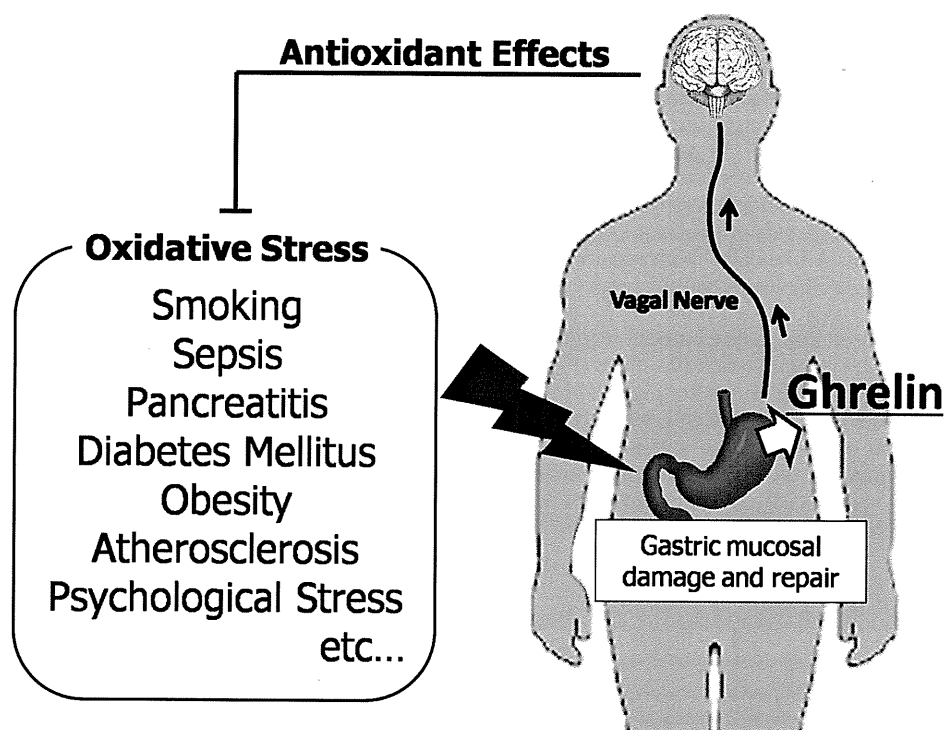 Antioxidant Effects
Oxidative Stress
Smoking
Sepsis
Pancreatitis
Diabetes Mellitus
Obesity
Atherosclerosis
Psychological Stress
etc...
Vagal Nerve
Ghrelin
Gastric mucosal
damage and repair